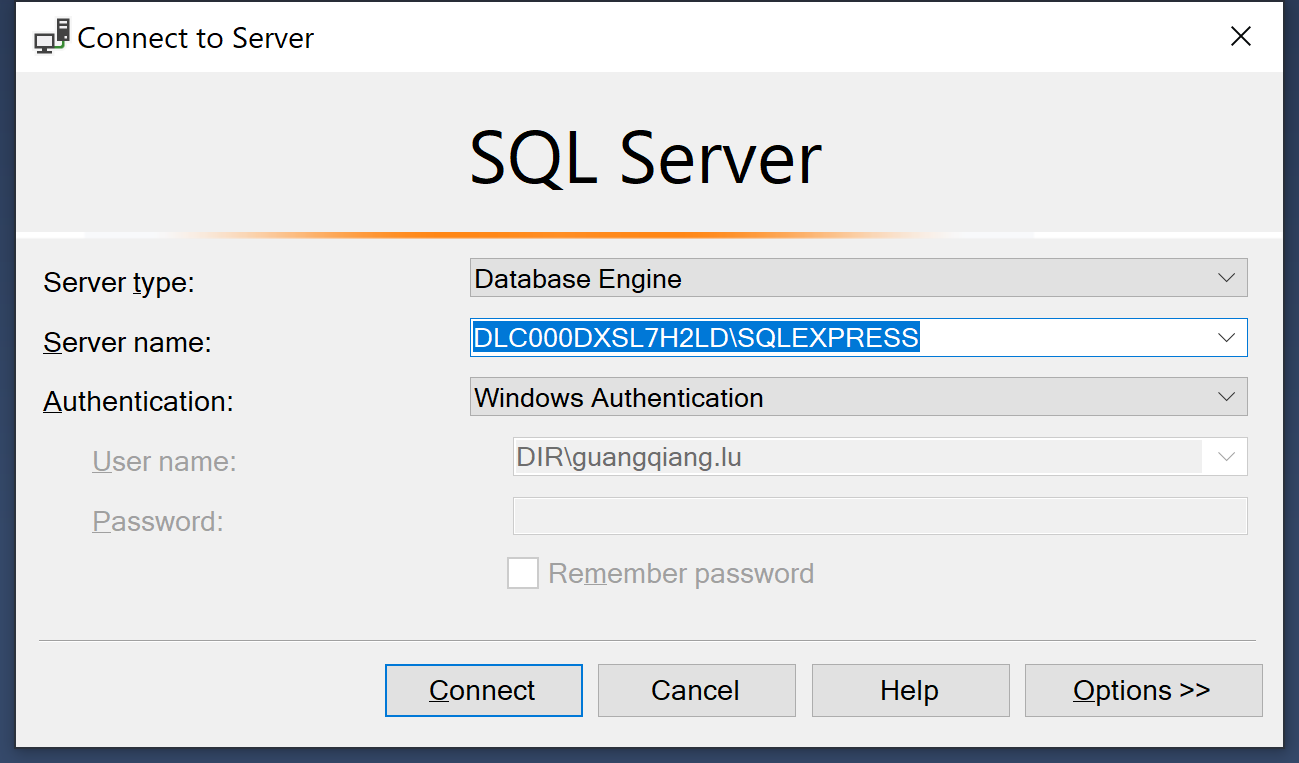 Connect to Server
SQL Server
Server type:
Database Engine
Server name:
DLC000DXSL7H2LD\SQLEXPRESS
Authentication:
Windows Authentication
User name:
DIR\guangqiang.lu
Password:
Remember password
Connect
Cancel
Help
Options >>